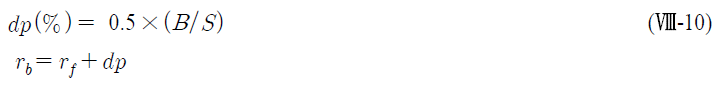 dp(%) = 0.5×(B/S) (Ⅷ-10)
r_b = r_f + dp